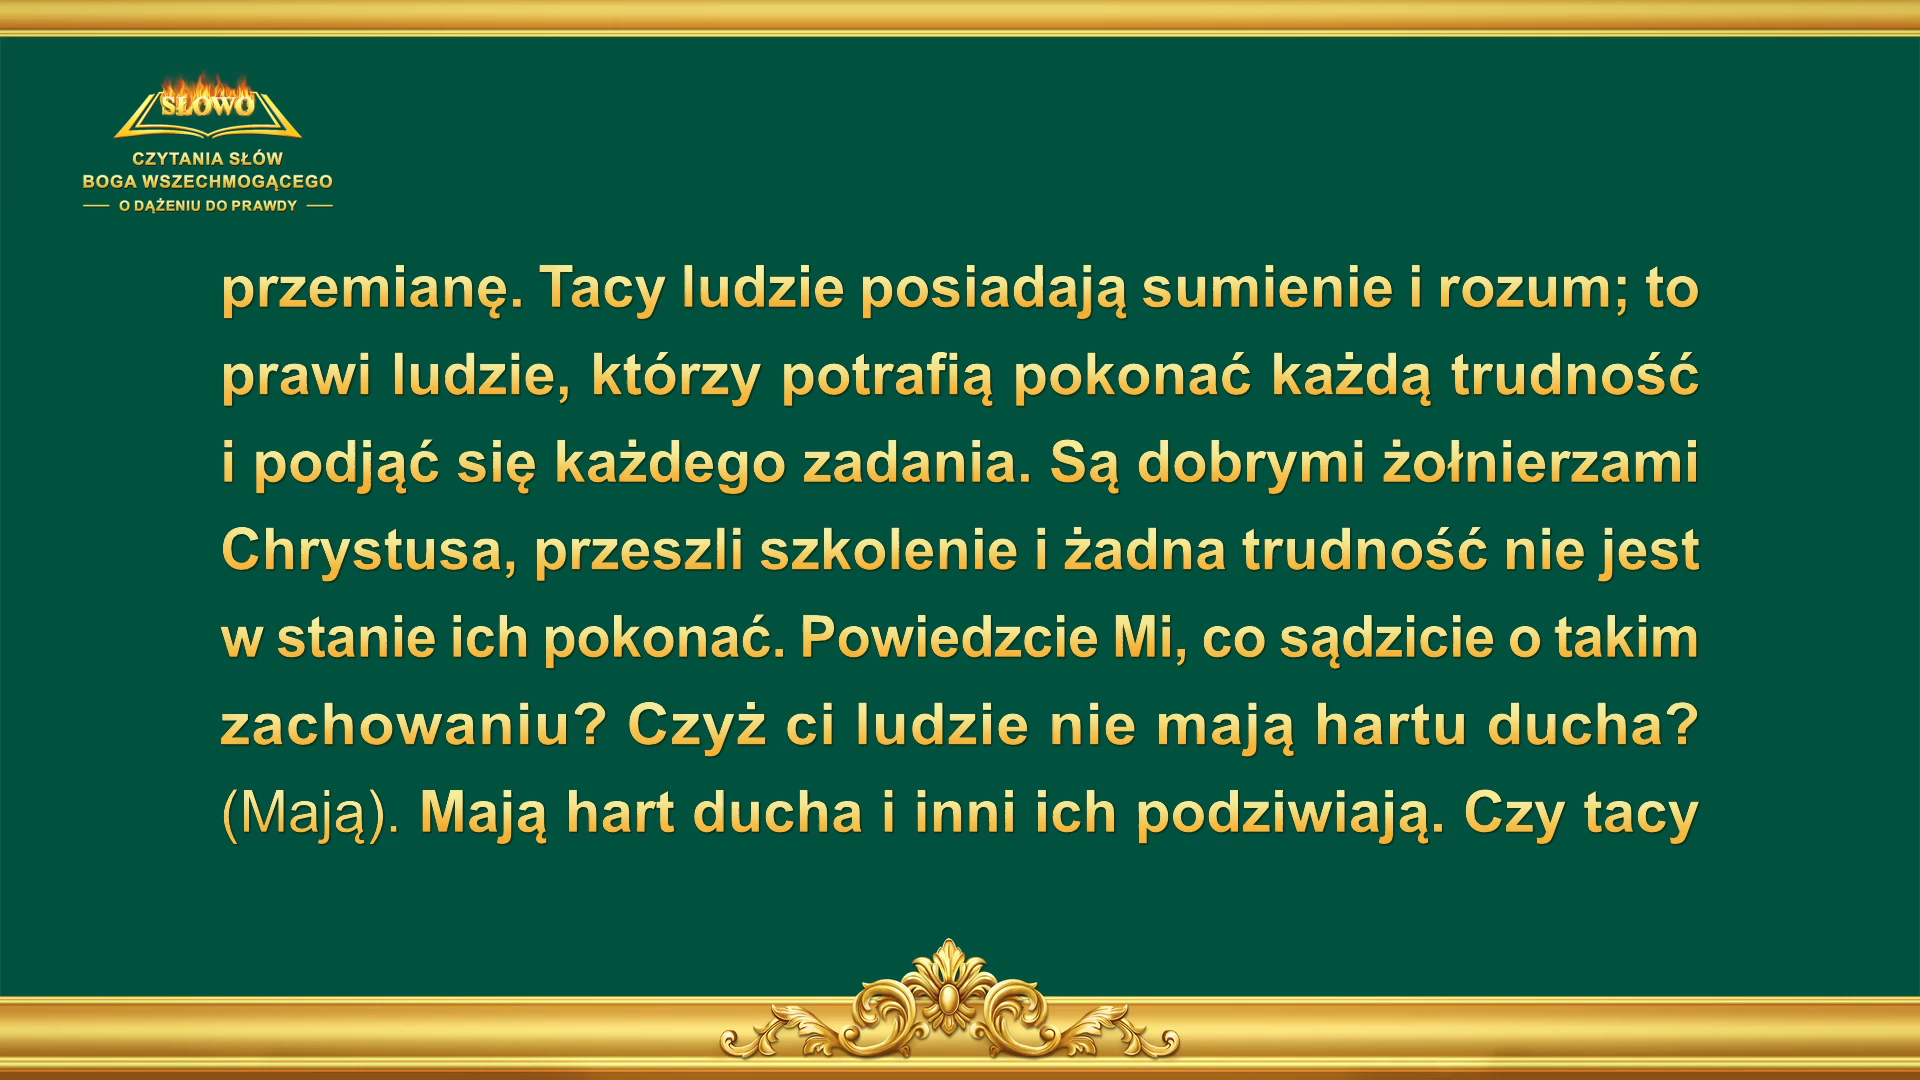 SŁOWO
CZYTANIA SŁÓW
BOGA WSZECHMOGĄCEGO
O DĄŻENIU DO PRAWDY
przemianę. Tacy ludzie posiadają sumienie i rozum; to
prawi ludzie, którzy potrafią pokonać każdą trudność
i podjąć się każdego zadania. Są dobrymi żołnierzami
Chrystusa, przeszli szkolenie i żadna trudność nie jest
w stanie ich pokonać. Powiedzcie Mi, co sądzicie o takim
zachowaniu? Czyż ci ludzie nie mają hartu ducha?
(Mają). Mają hart ducha i inni ich podziwiają. Czy tacy